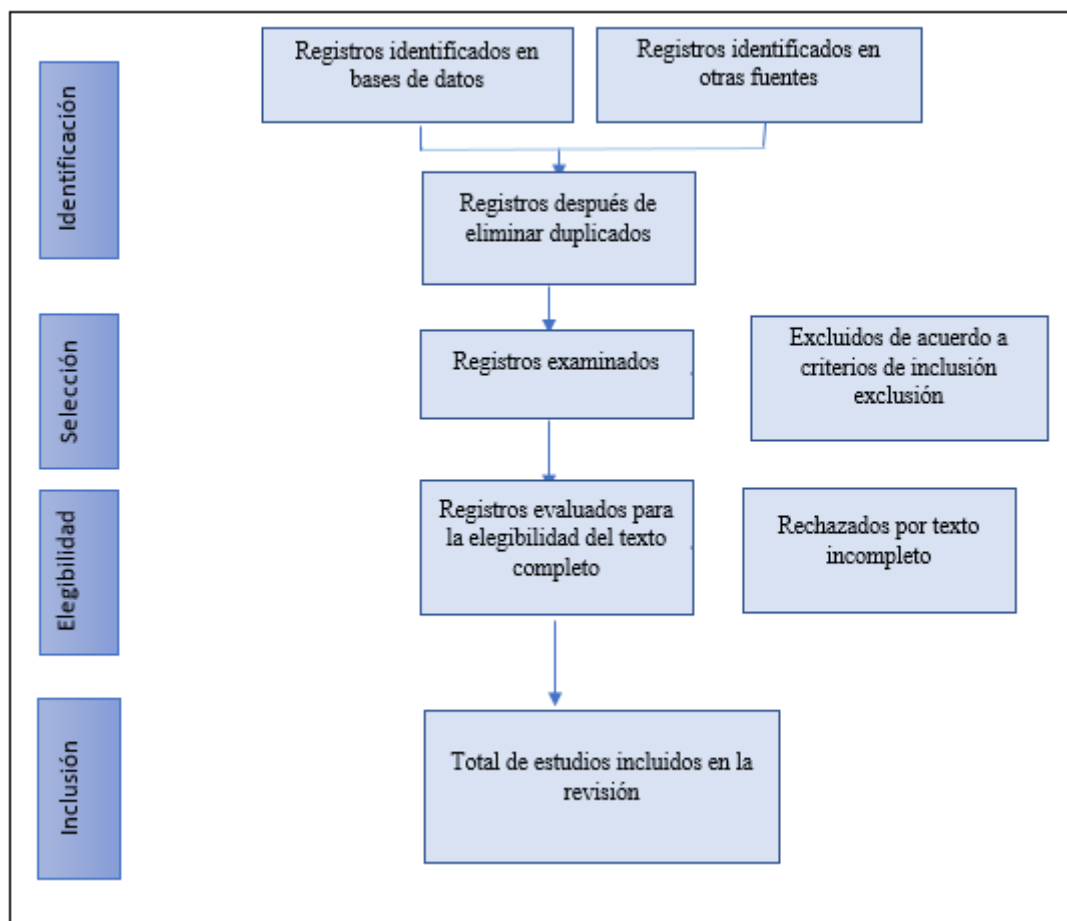 Identificación
Registros identificados en
bases de datos
Registros identificados en
otras fuentes
Registros después de
eliminar duplicados
Selección
Registros examinados
Excluidos de acuerdo a
criterios de inclusión
exclusión
Elegibilidad
Registros evaluados para
la elegibilidad del texto
completo
Rechazados por texto
incompleto
Inclusión
Total de estudios incluidos en la
revisión